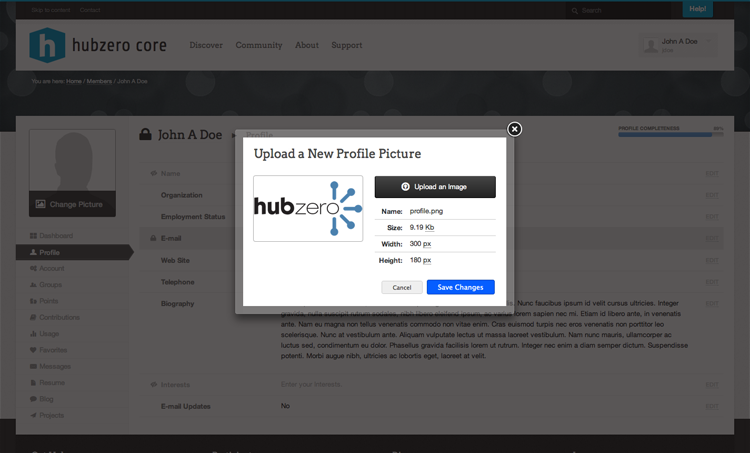 Skip to content Contact Search Help!
h hubzero core Discover Community About Support John A Doe
You are here: Home / Members / John A Doe
John A Doe ▸ Profile PROFILE COMPLETENESS
Upload a New Profile Picture
Change Picture
hubzero
Upload an Image
Name: profile.png
Size: 9.19 Kb
Width: 300 px
Height: 180 px
Cancel Save Changes
Dashboard
Profile
Account
Groups
Points
Contributions
Usage
Favorites
Messages
Resume
Blog
Projects
Name EDIT
Organization EDIT
Employment Status EDIT
E-mail EDIT
Web Site EDIT
Telephone EDIT
Biography s. Nunc faucibus ipsum id velit cursus ultricies. Integer EDIT
gravida, nulla suscipit rutrum sodales, nibh libero eleifend ipsum, ac varius lorem sapien nec mi. Etiam id libero ante, in venenatis
ante. Nam eu magna non tellus venenatis commodo non vitae enim. Cras euismod turpis nec eros venenatis non porttitor leo
scelerisque. Nunc at vestibulum ante. Aliquam vulputate lectus ut massa laoreet vestibulum. Nam nunc mauris, ullamcorper ac
luctus sed, condimentum eu dolor. Phasellus gravida facilisis lorem ut rutrum. Integer nec enim a diam semper dictum. Suspendisse
potenti. Morbi augue nibh, ultricies ac lobortis eget, laoreet at velit.
Interests Enter your Interests. EDIT
E-mail Updates No EDIT